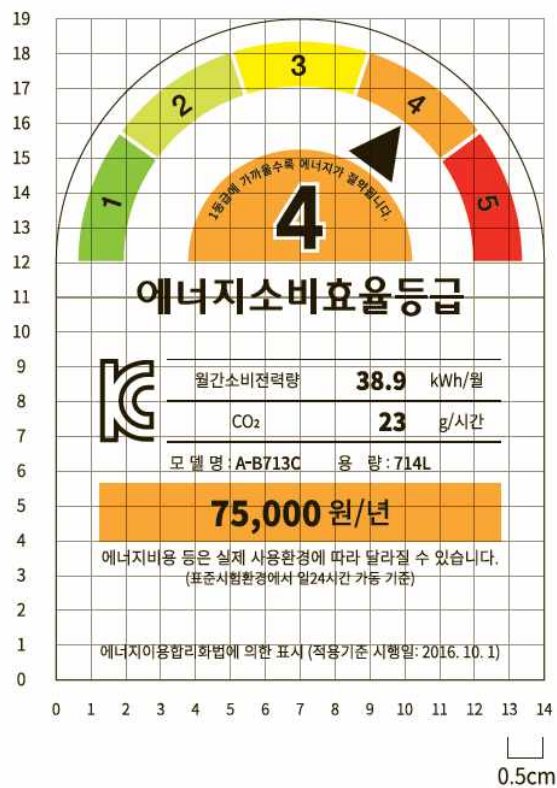 19
18
17
16
15
14
13
12
11
10
9
8
7
6
5
4
3
2
1
0
1
2
3
4
5
1등급에 가까울수록 에너지가 절약됩니다.
4
에너지소비효율등급
월간소비전력량 38.9 kWh/월
CO₂ 23 g/시간
모 델 명 : A-B713C 용 량 : 714L
75,000 원/년
에너지비용 등은 실제 사용환경에 따라 달라질 수 있습니다.
(표준시험환경에서 일24시간 가동 기준)
에너지이용합리화법에 의한 표시 (적용기준 시행일: 2016. 10. 1)
0 1 2 3 4 5 6 7 8 9 10 11 12 13 14
0.5cm